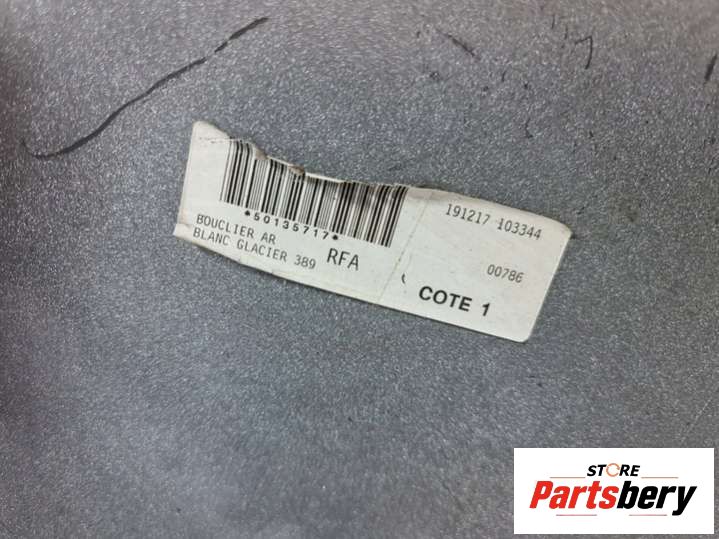 *50135717*
BOUCLIER AR
BLANC GLACIER 389 RFA
191217 103344
00786
COTE 1
STORE
Partsbery